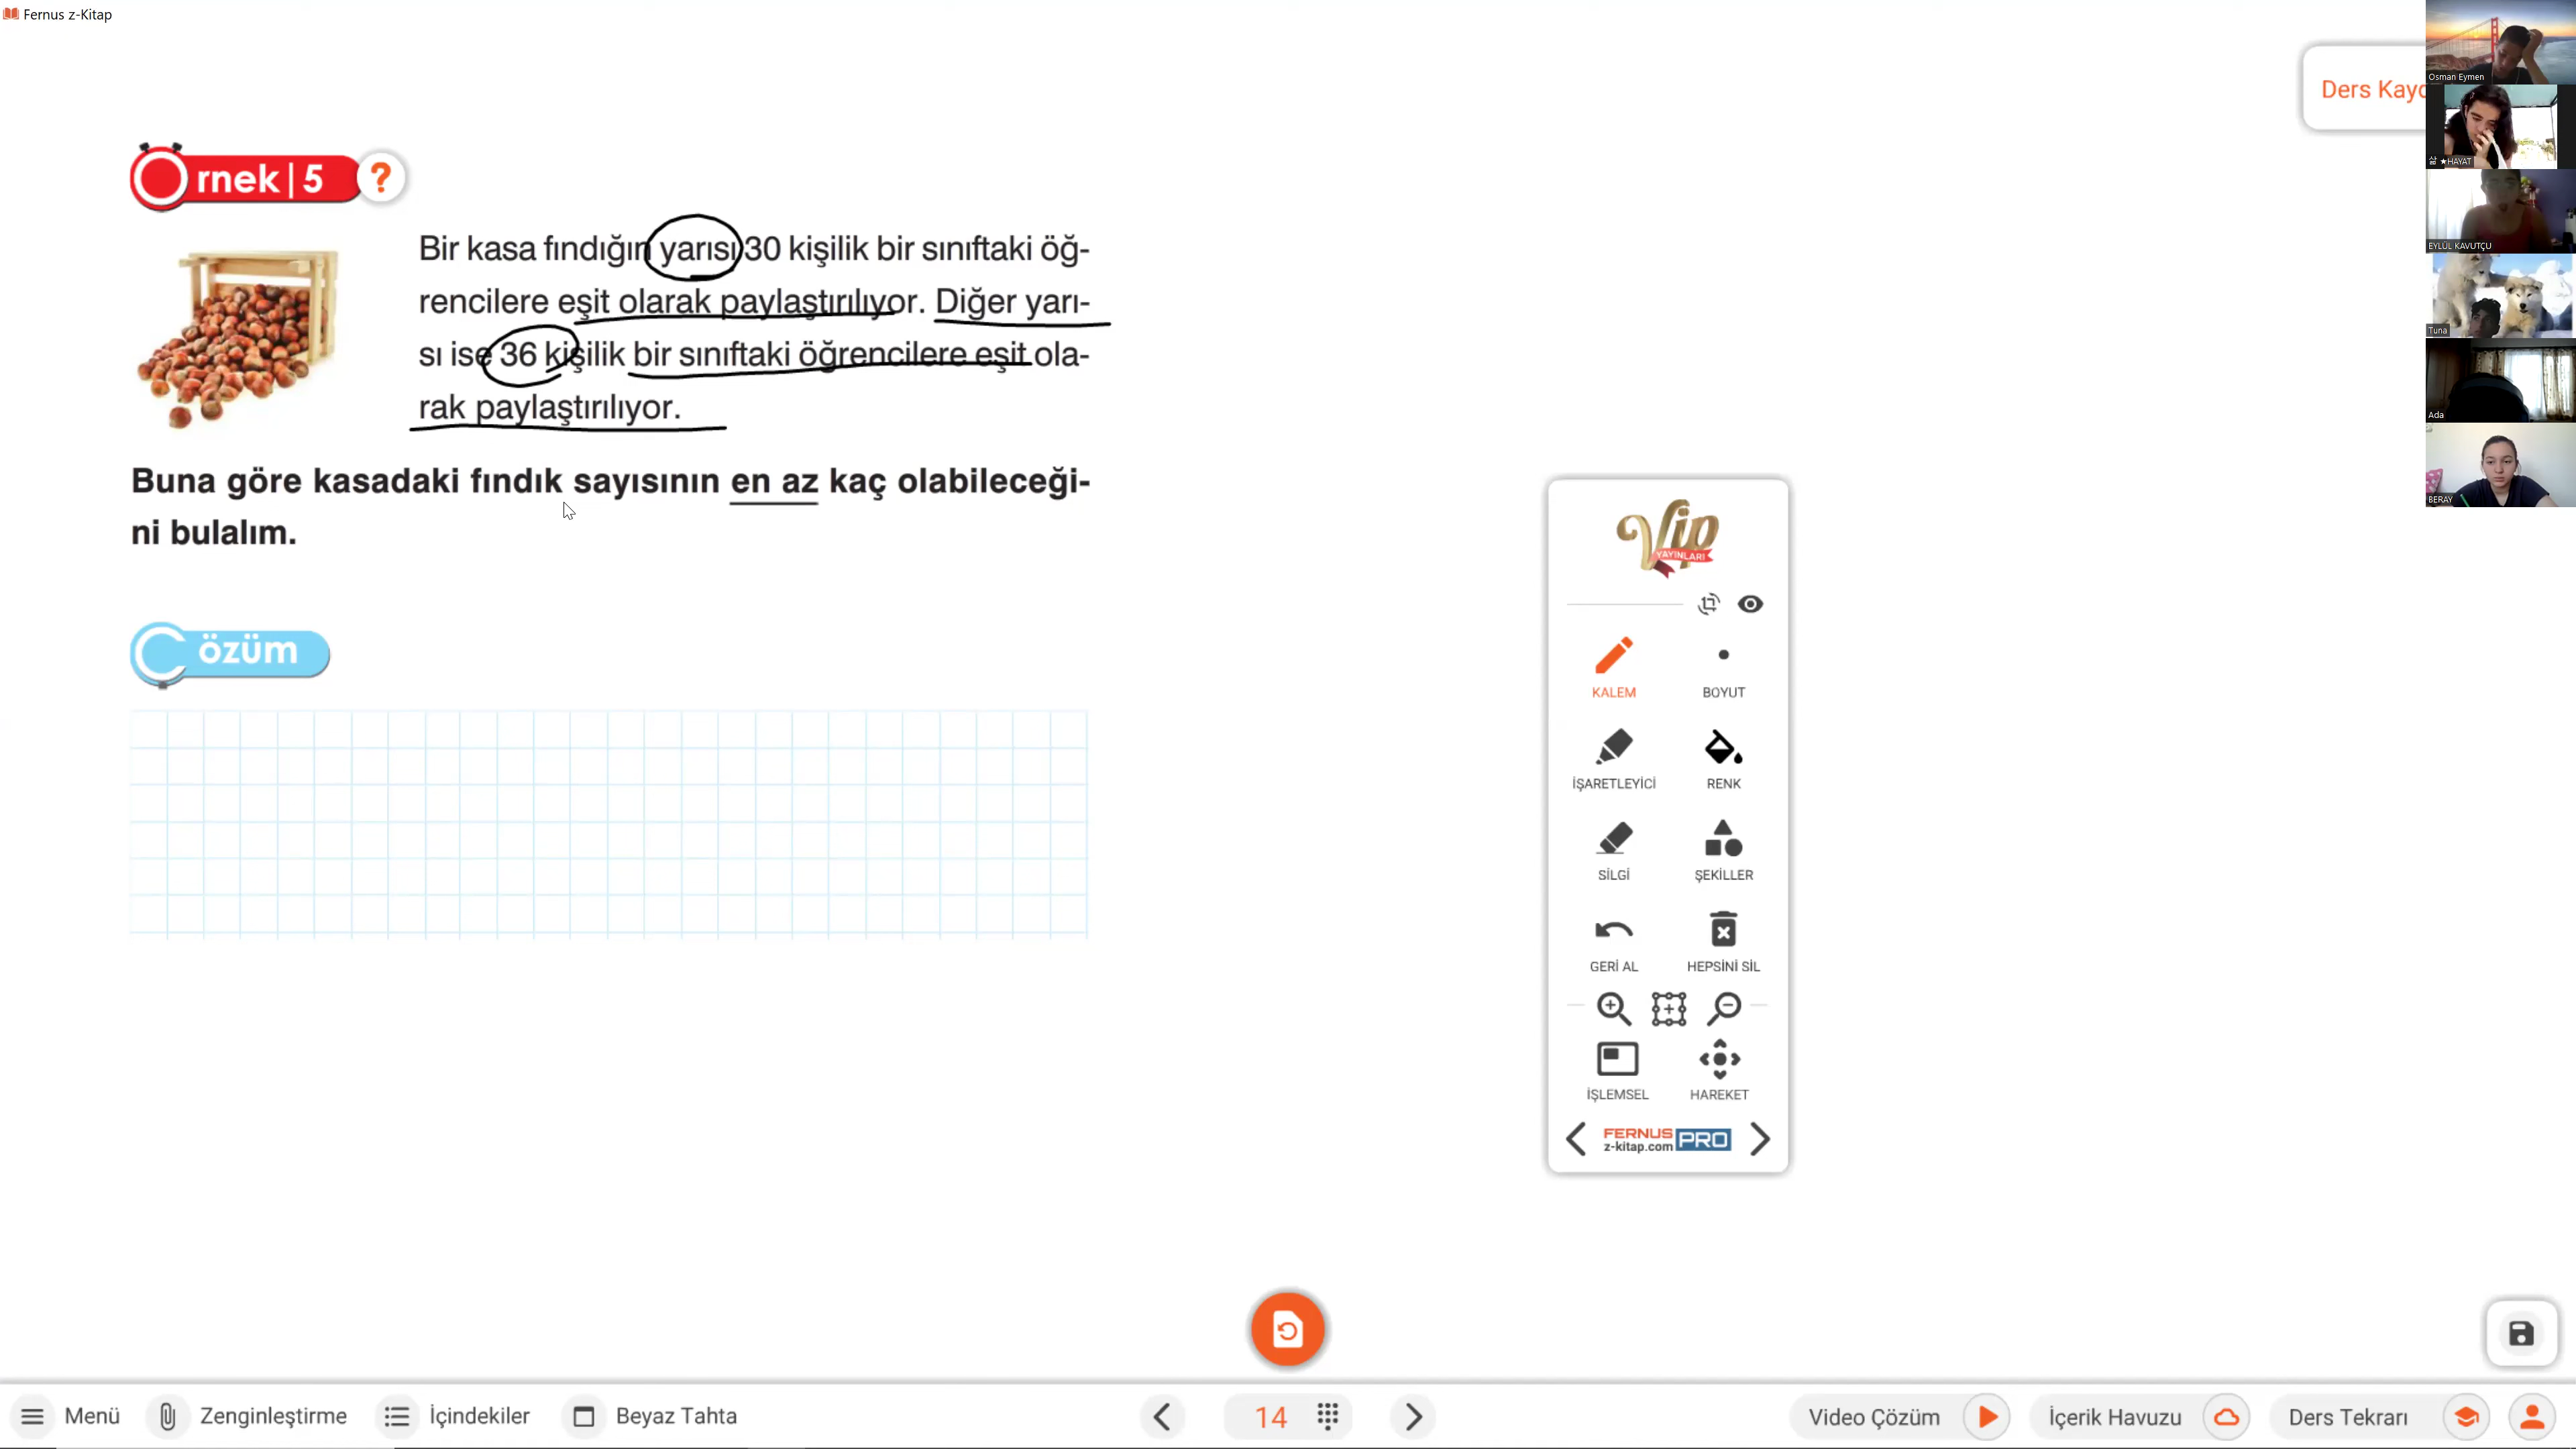 Fernus z-Kitap
Ders Kayd
Osman Eymen
삶 ★HAYAT
EYLÜL KAVUTÇU
Tuna
Ada
BERAY
Örnek|5 ?
Bir kasa fındığın yarısı 30 kişilik bir sınıftaki öğ-
rencilere eşit olarak paylaştırılıyor. Diğer yarı-
sı ise 36 kişilik bir sınıftaki öğrencilere eşit ola-
rak paylaştırılıyor.
Buna göre kasadaki fındık sayısının en az kaç olabileceği-
ni bulalım.
Çözüm
Vip
YAYINLARI
KALEM
BOYUT
İŞARETLEYİCİ
RENK
SİLGİ
ŞEKİLLER
GERİ AL
HEPSİNİ SİL
İŞLEMSEL
HAREKET
FERNUS
z-kitap.com PRO
Menü
Zenginleştirme
İçindekiler
Beyaz Tahta
14
Video Çözüm
İçerik Havuzu
Ders Tekrarı